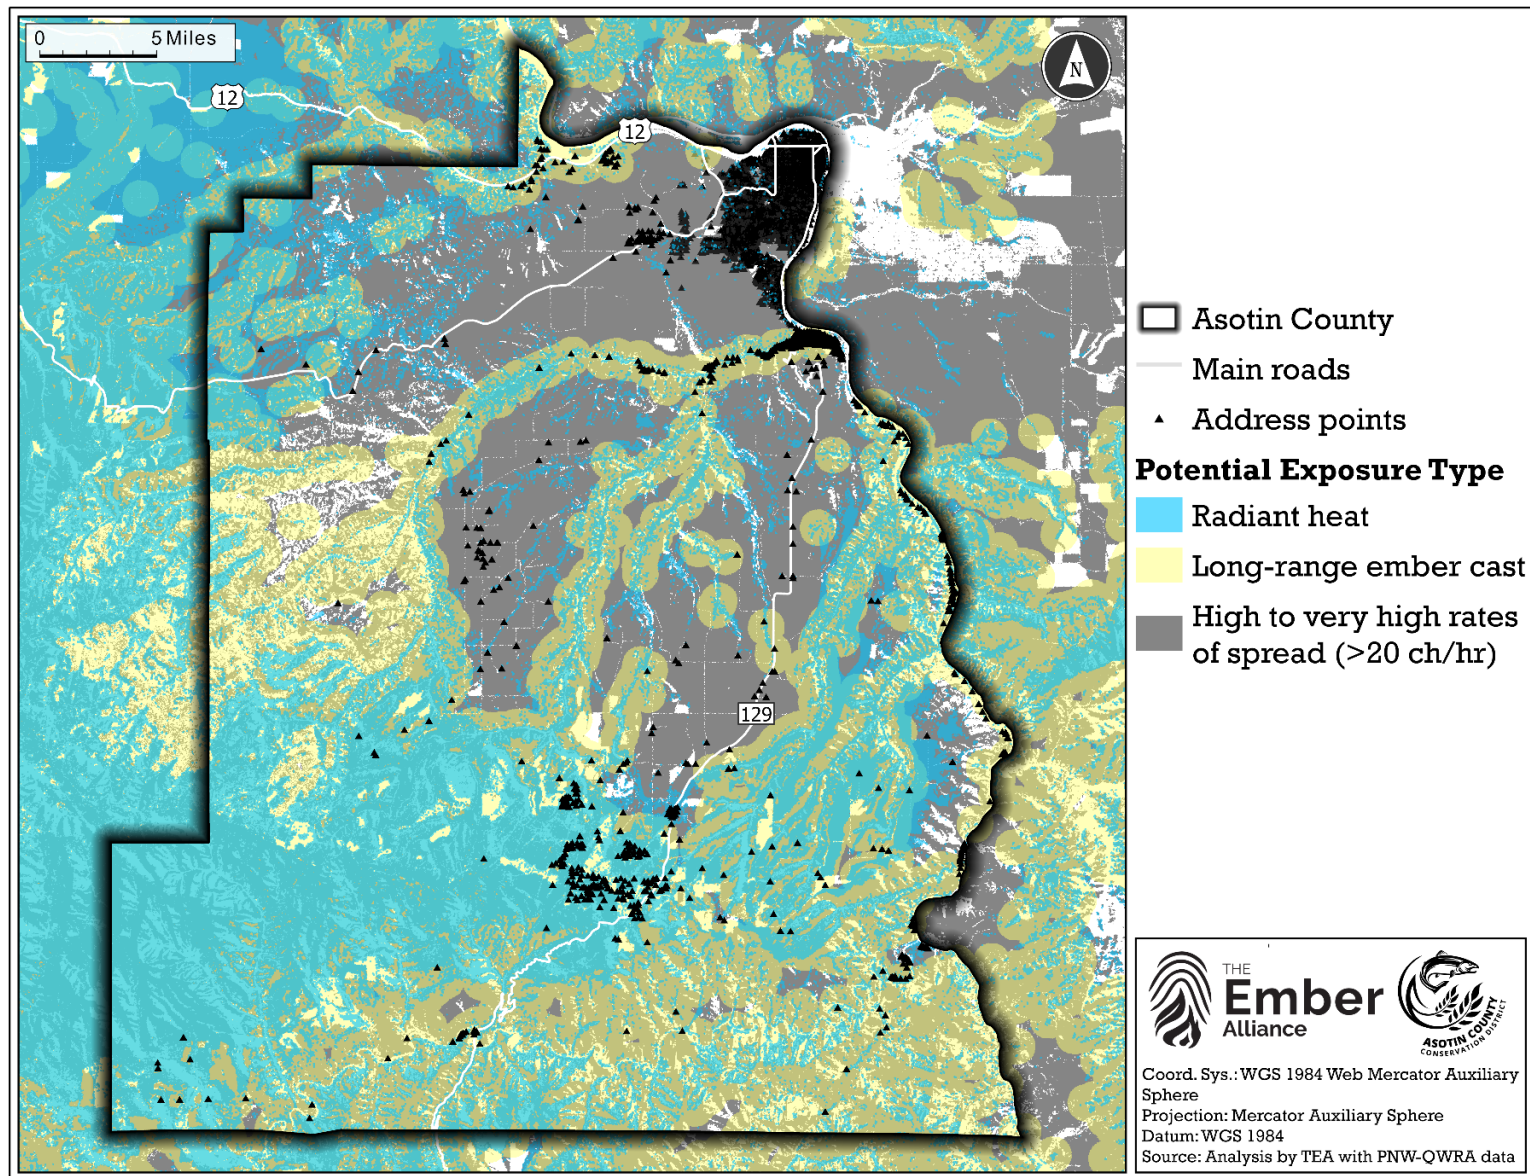 0 5 Miles
N
12
12
129
Asotin County
Main roads
Address points
Potential Exposure Type
Radiant heat
Long-range ember cast
High to very high rates
of spread (>20 ch/hr)
THE
Ember
Alliance
ASOTIN COUNTY
CONSERVATION DISTRICT
Coord. Sys.: WGS 1984 Web Mercator Auxiliary
Sphere
Projection: Mercator Auxiliary Sphere
Datum: WGS 1984
Source: Analysis by TEA with PNW-QWRA data